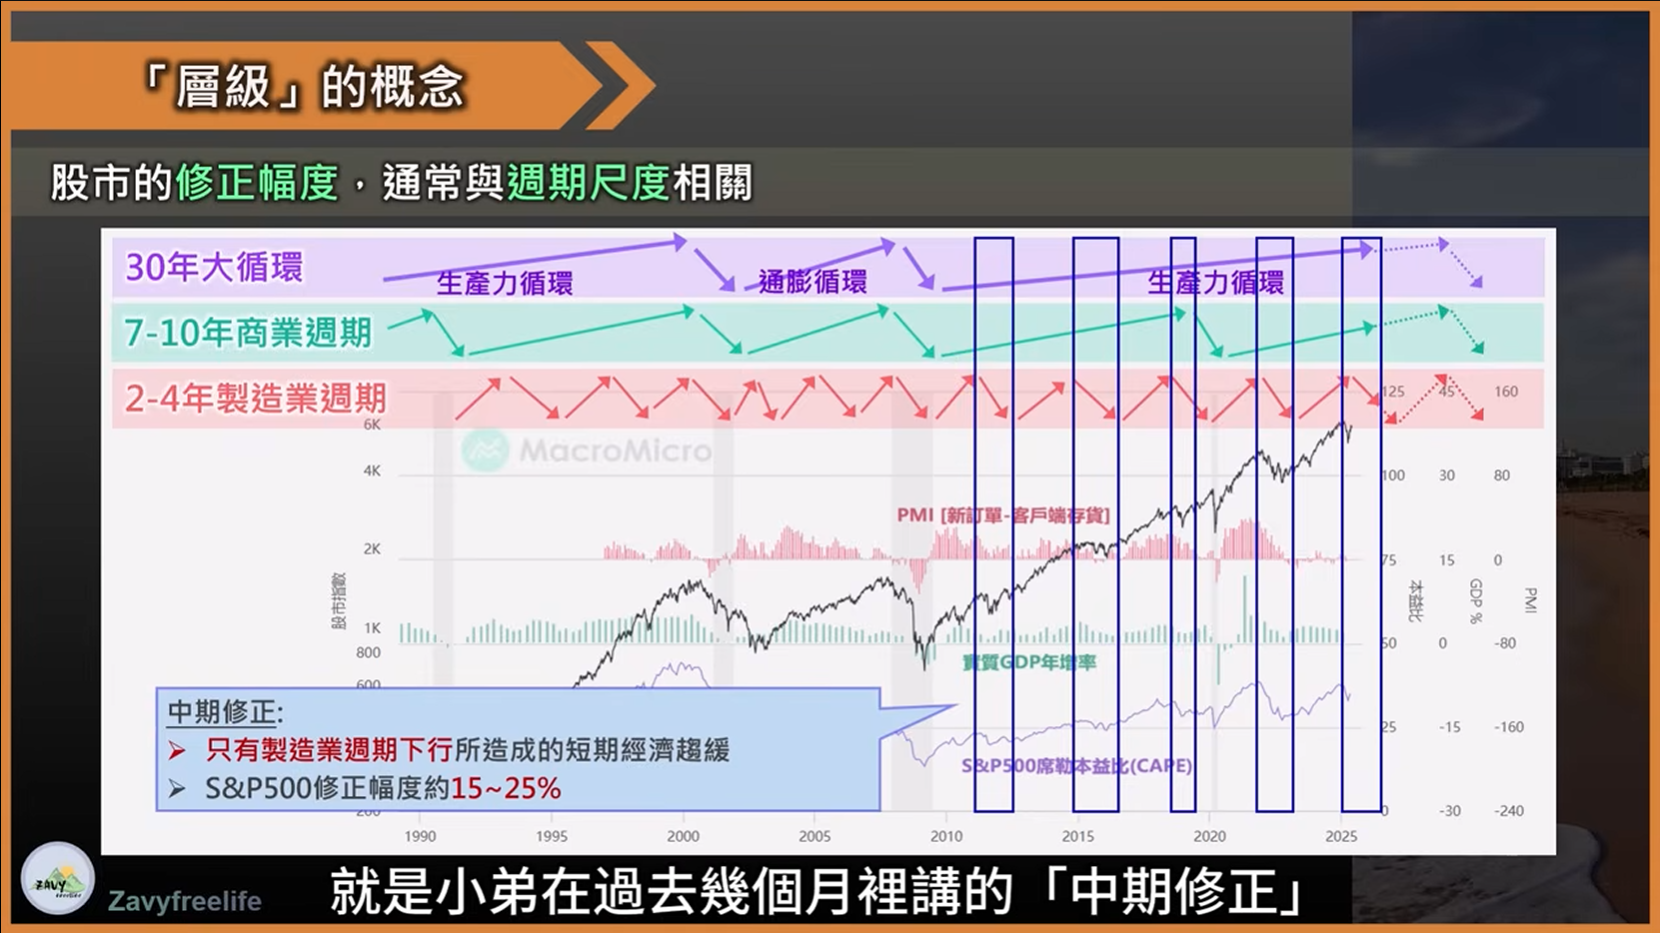 「層級」的概念
股市的修正幅度，通常與週期尺度相關
30年大循環
生產力循環
通膨循環
生產力循環
7-10年商業週期
2-4年製造業週期
125 45 160
6K
MacroMicro
4K
100 30 80
PMI [新訂單-客戶端存貨]
2K
75 15 0
股市指數
本益比
GDP %
PMI
1K
50 0 -80
800
實質GDP年增率
600
中期修正:
只有製造業週期下行所造成的短期經濟趨緩
S&P500修正幅度約15~25%
25 -15 -160
S&P500席勒本益比(CAPE)
200
0 -30 -240
1990 1995 2000 2005 2010 2015 2020 2025
ZAVY
freelife
Zavyfreelife
就是小弟在過去幾個月裡講的「中期修正」